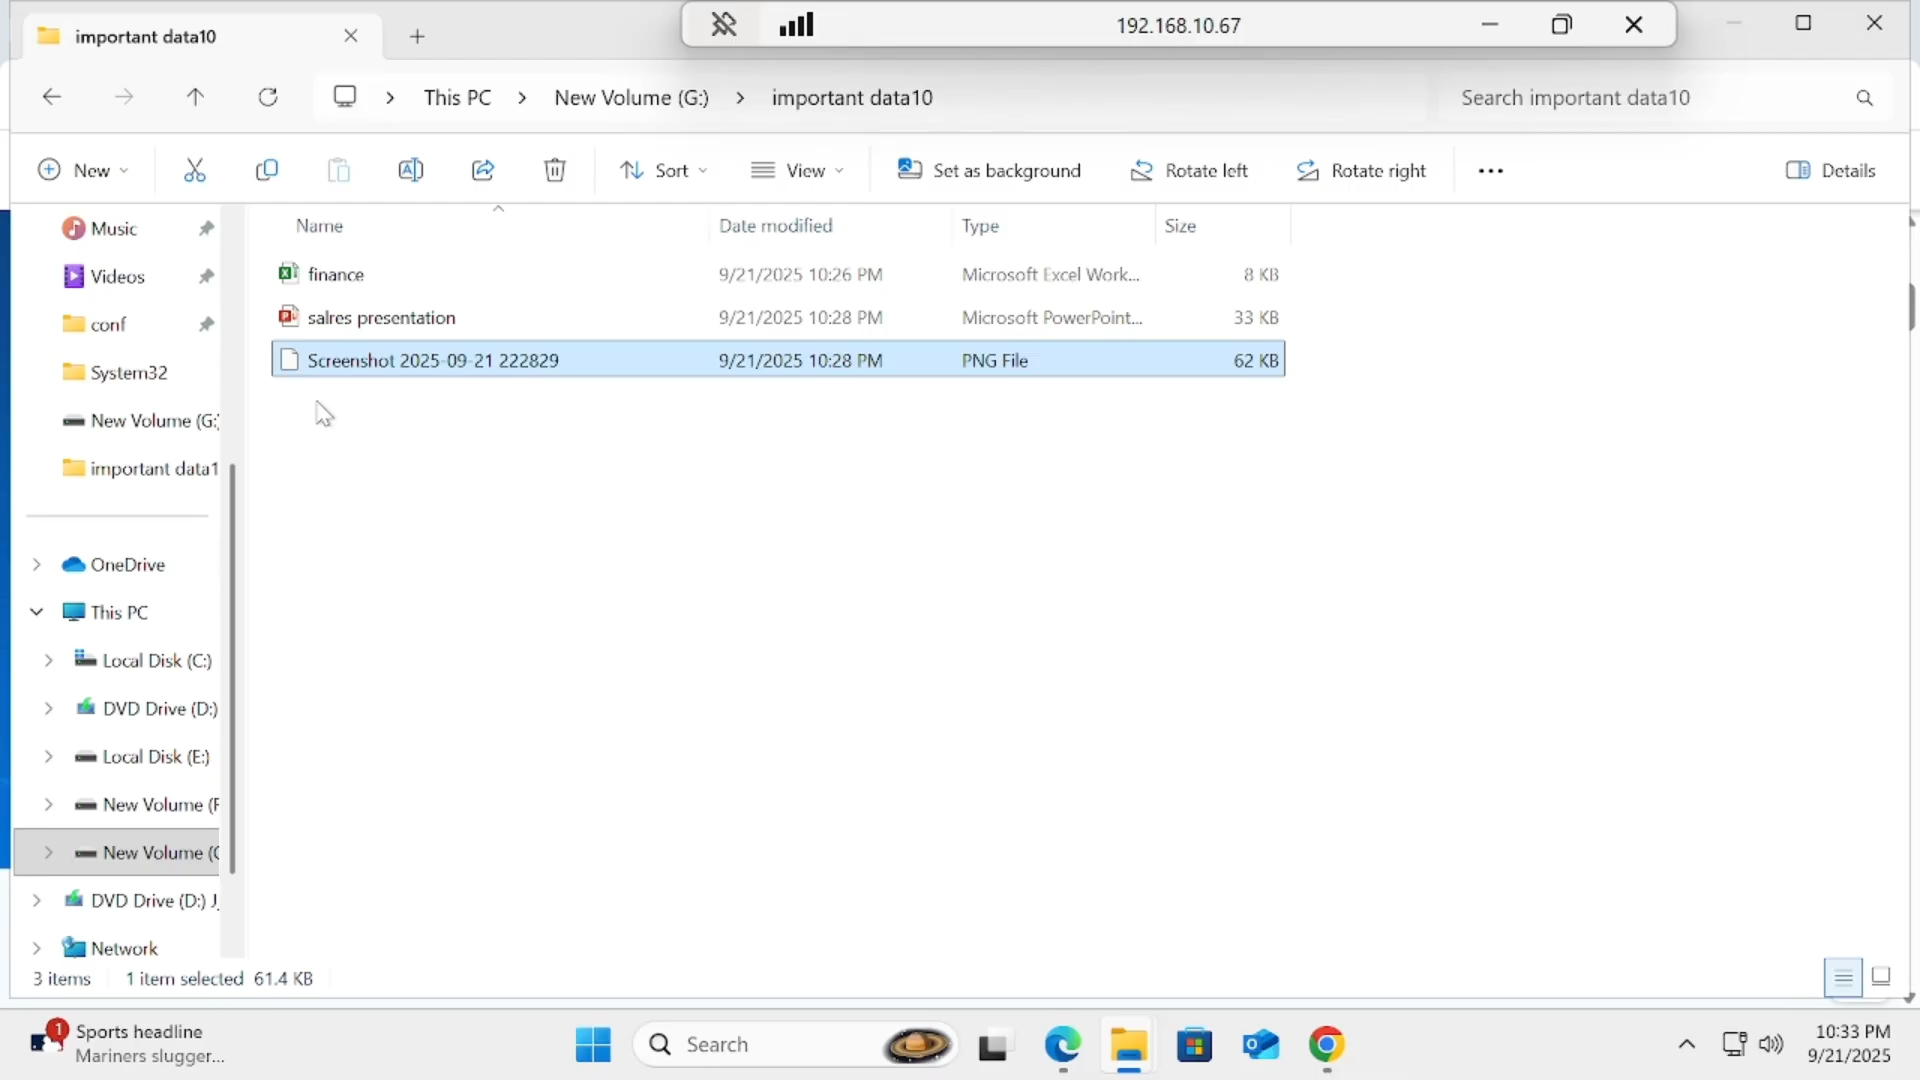 important data10
192.168.10.67
This PC
New Volume (G:)
important data10
Search important data10
New
Sort
View
Set as background
Rotate left
Rotate right
Details
Name Date modified Type Size
finance 9/21/2025 10:26 PM Microsoft Excel Work... 8 KB
salres presentation 9/21/2025 10:28 PM Microsoft PowerPoint... 33 KB
Screenshot 2025-09-21 222829 9/21/2025 10:28 PM PNG File 62 KB
Music
Videos
conf
System32
New Volume (G:
important data1
OneDrive
This PC
Local Disk (C:)
DVD Drive (D:)
Local Disk (E:)
New Volume (F
New Volume (G
DVD Drive (D:) J_
Network
3 items 1 item selected 61.4 KB
1
Sports headline
Mariners slugger...
Search
10:33 PM
9/21/2025